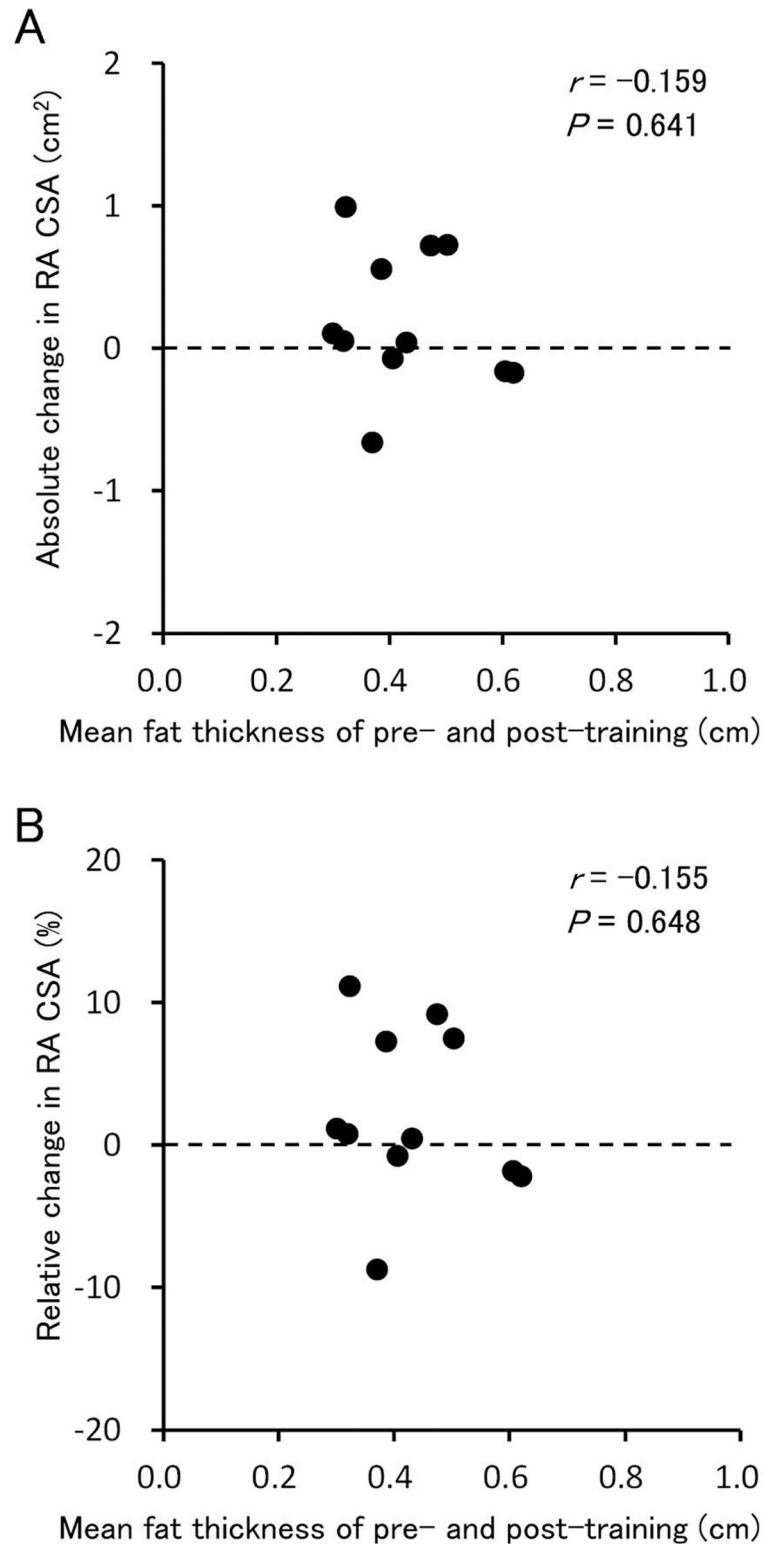 A
2
1
0
-1
-2
Absolute change in RA CSA (cm²)
r = −0.159
P = 0.641
0.0 0.2 0.4 0.6 0.8 1.0
Mean fat thickness of pre− and post−training (cm)
B
20
10
0
-10
-20
Relative change in RA CSA (%)
r = −0.155
P = 0.648
0.0 0.2 0.4 0.6 0.8 1.0
Mean fat thickness of pre− and post−training (cm)